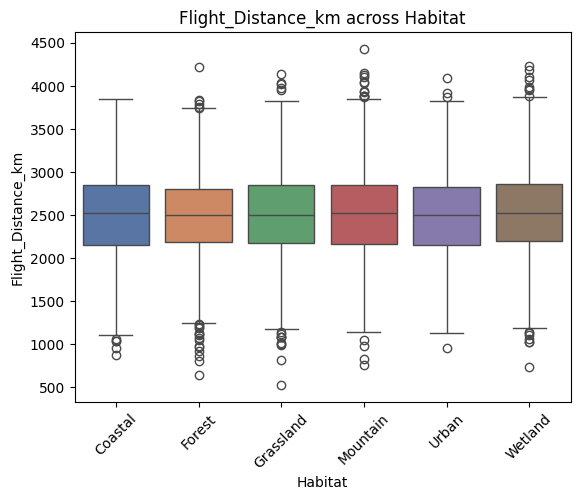 Flight_Distance_km across Habitat
4500
4000
3500
3000
2500
2000
1500
1000
500
Flight_Distance_km
Coastal
Forest
Grassland
Mountain
Urban
Wetland
Habitat